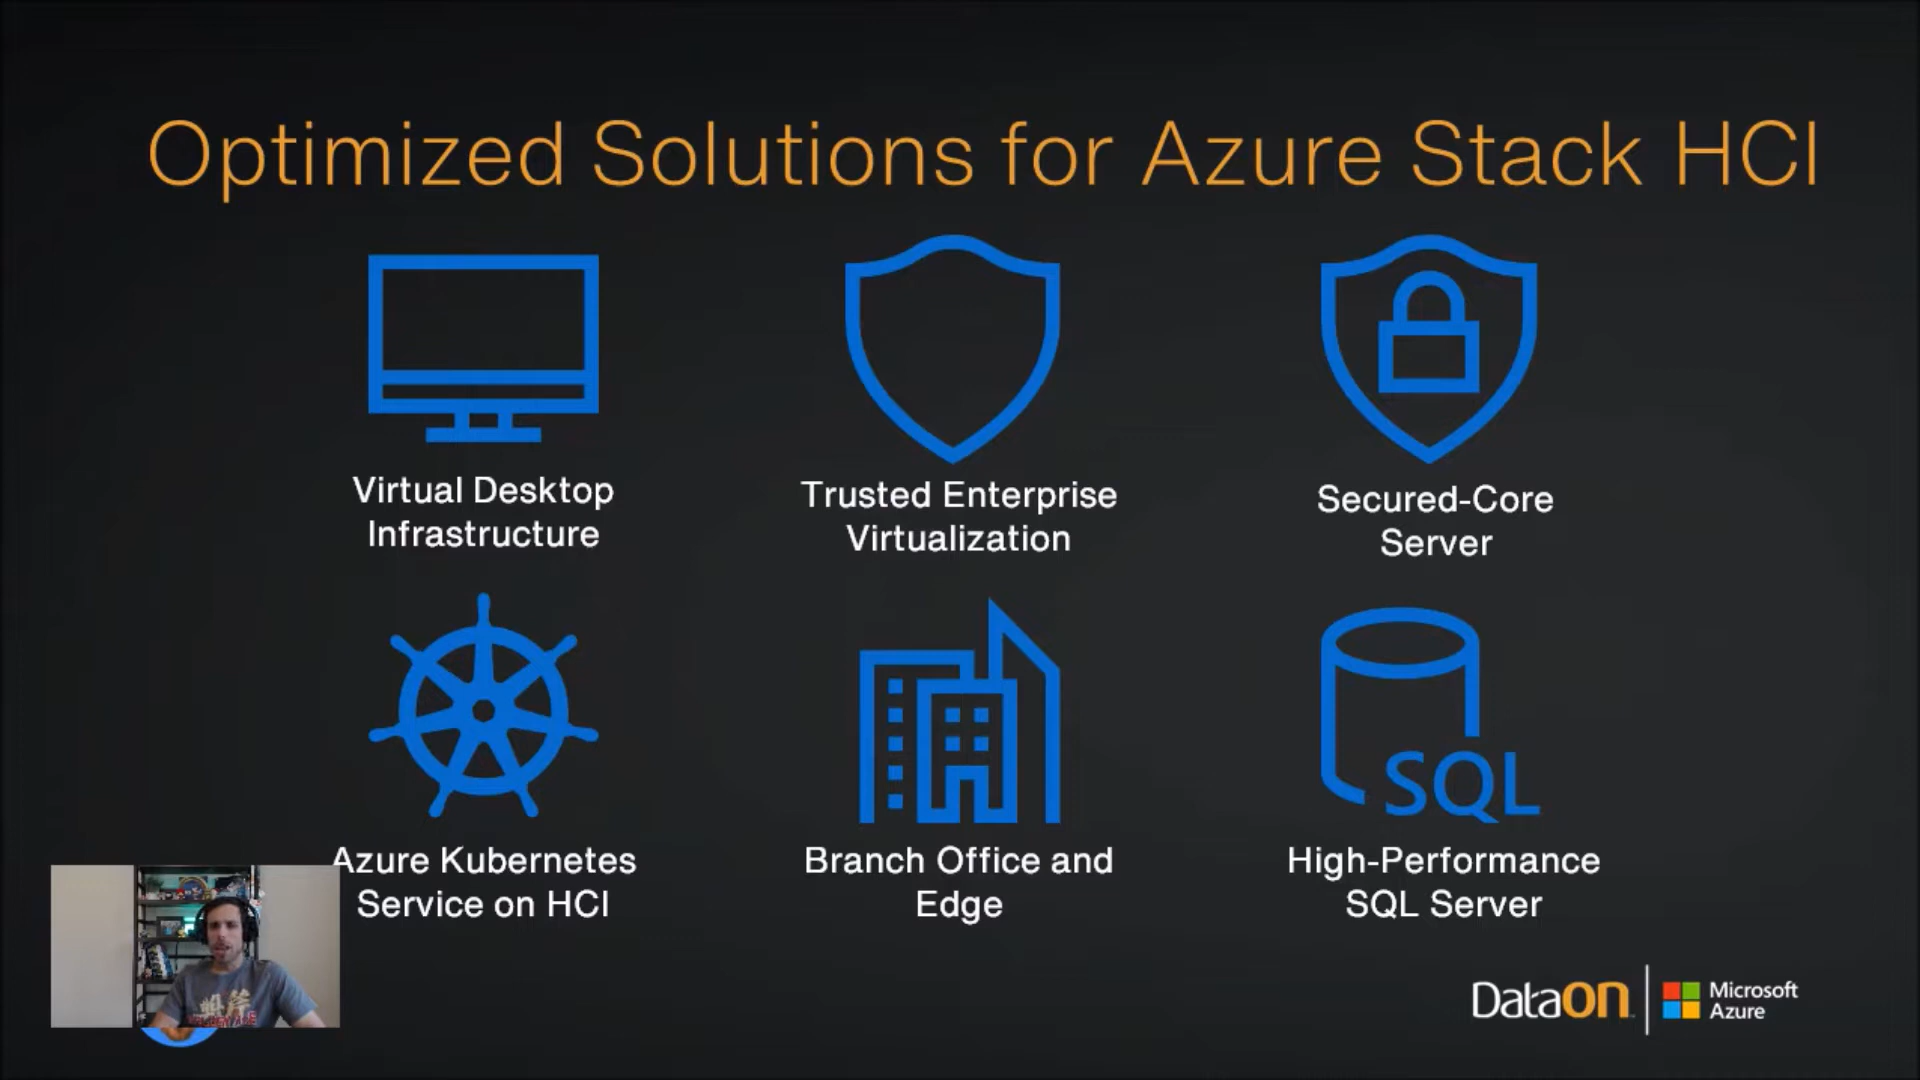 Optimized Solutions for Azure Stack HCI
Virtual Desktop
Infrastructure
Trusted Enterprise
Virtualization
Secured-Core
Server
SQL
Azure Kubernetes
Service on HCI
Branch Office and
Edge
High-Performance
SQL Server
DataON
Microsoft
Azure